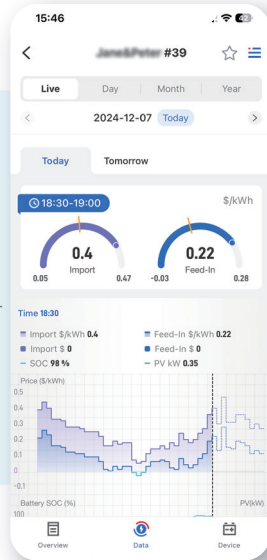 15:46
42
#39
Live Day Month Year
2024-12-07 Today
Today Tomorrow
18:30-19:00 $/kWh
0.4 0.22
Import Feed-In
0.05 0.47 -0.03 0.28
Time 18:30
Import $/kWh 0.4 Feed-In $/kWh 0.22
Import $ 0 Feed-In $ 0
SOC 98 % PV kW 0.35
Price ($/kWh)
0.5
0.4
0.3
0.2
0.1
0
-0.1
Battery SOC (%) PV(kW)
100
Overview Data Device